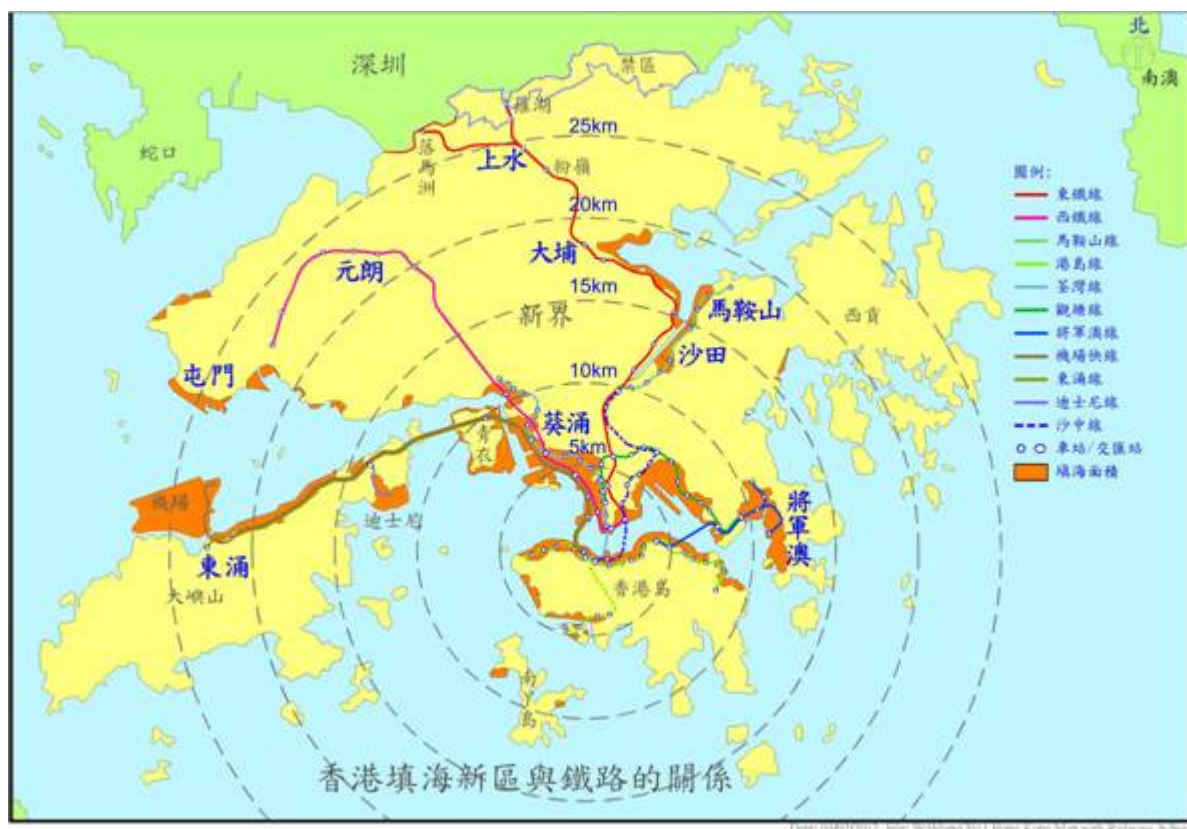 北
深圳
禁區
南澳
羅湖
25km
蛇口
落馬洲
上水
粉嶺
圖例:
東鐵線
西鐵線
馬鞍山線
港島線
荃灣線
觀塘線
將軍澳線
機場快線
東涌線
迪士尼線
沙中線
車站/交匯站
填海面積
20km
大埔
元朗
15km
新界
馬鞍山
西貢
沙田
屯門
10km
葵涌
5km
青衣
機場
迪士尼
將軍澳
東涌
大嶼山
香港島
南丫島
香港填海新區與鐵路的關係